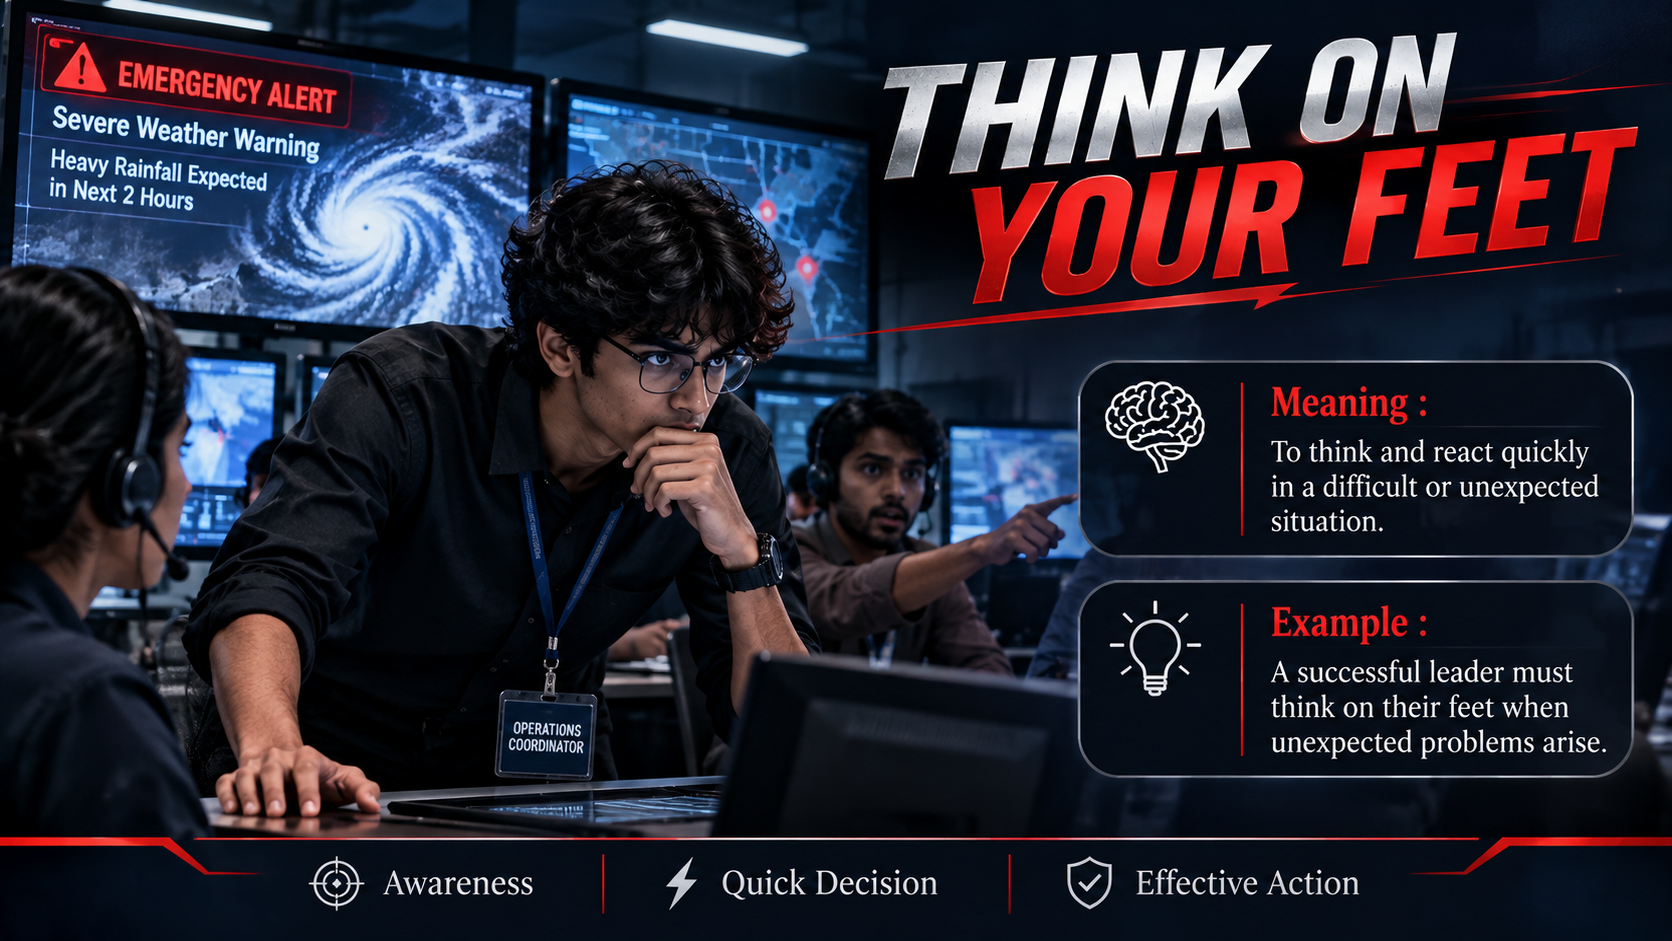 EMERGENCY ALERT
Severe Weather Warning
Heavy Rainfall Expected
in Next 2 Hours
THINK ON
YOUR FEET
Meaning :
To think and react quickly
in a difficult or unexpected
situation.
Example :
A successful leader must
think on their feet when
unexpected problems arise.
OPERATIONS
COORDINATOR
Awareness
Quick Decision
Effective Action